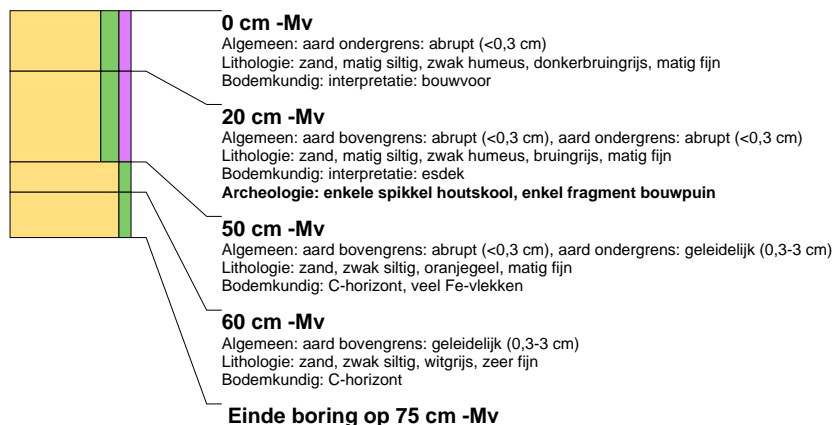 0 cm -Mv
Algemeen: aard ondergrens: abrupt (<0,3 cm)
Lithologie: zand, matig siltig, zwak humeus, donkerbruingrijs, matig fijn
Bodemkundig: interpretatie: bouwvoor
20 cm -Mv
Algemeen: aard bovengrens: abrupt (<0,3 cm), aard ondergrens: abrupt (<0,3 cm)
Lithologie: zand, matig siltig, zwak humeus, bruingrijs, matig fijn
Bodemkundig: interpretatie: esdek
Archeologie: enkele spikkel houtskool, enkel fragment bouwpuin
50 cm -Mv
Algemeen: aard bovengrens: abrupt (<0,3 cm), aard ondergrens: geleidelijk (0,3-3 cm)
Lithologie: zand, zwak siltig, oranjegeel, matig fijn
Bodemkundig: C-horizont, veel Fe-vlekken
60 cm -Mv
Algemeen: aard bovengrens: geleidelijk (0,3-3 cm)
Lithologie: zand, zwak siltig, witgrijs, zeer fijn
Bodemkundig: C-horizont
Einde boring op 75 cm -Mv